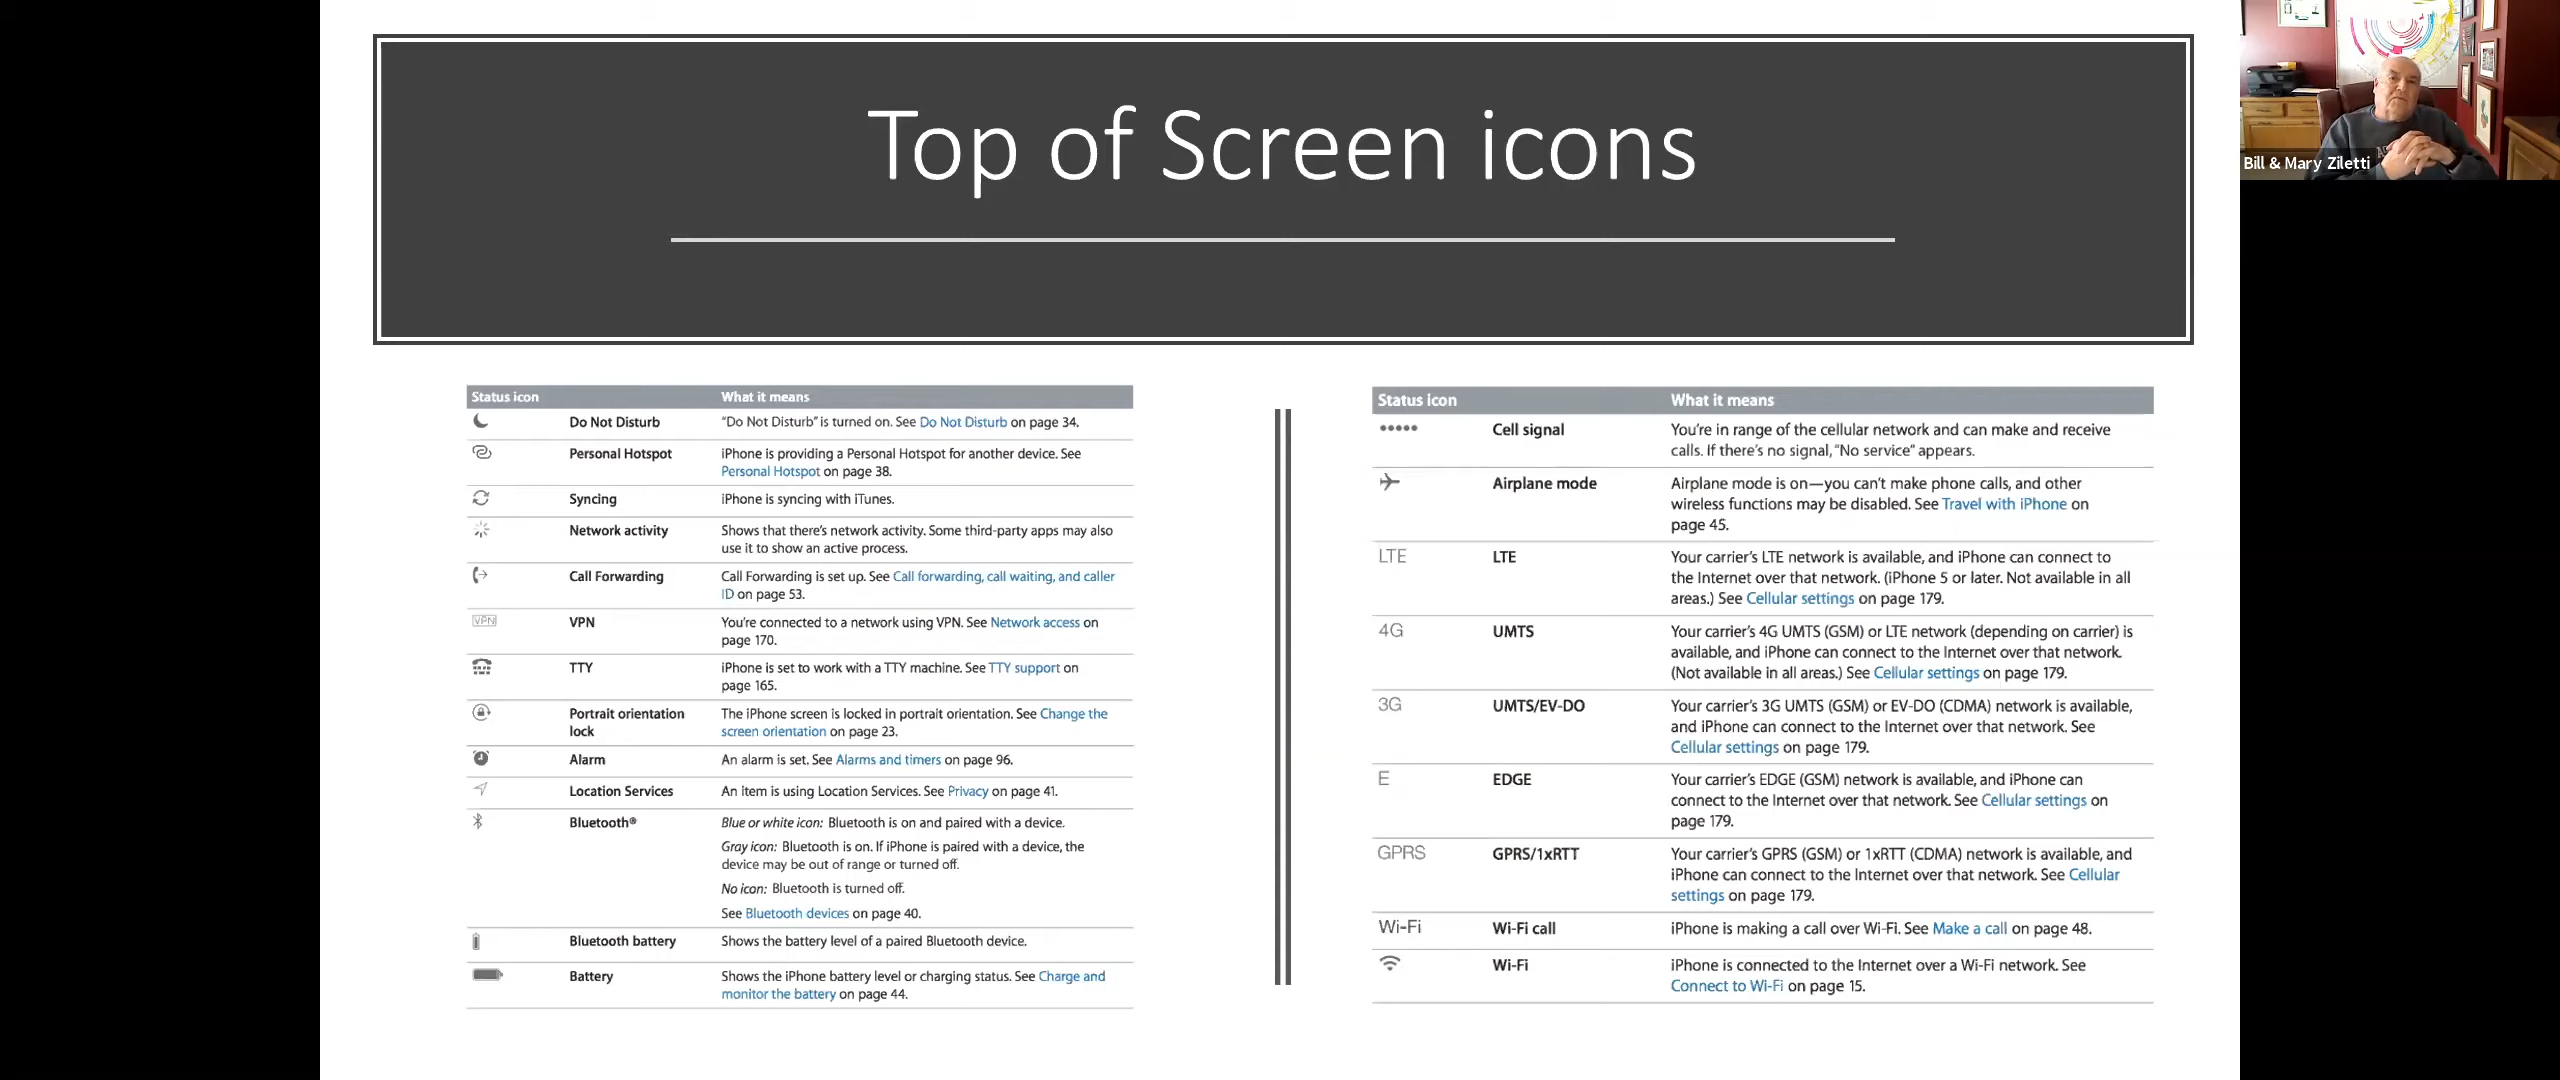 Top of Screen icons
Bill & Mary Ziletti
Status icon What it means
Do Not Disturb "Do Not Disturb" is turned on. See Do Not Disturb on page 34.
Personal Hotspot iPhone is providing a Personal Hotspot for another device. See
Personal Hotspot on page 38.
Syncing iPhone is syncing with iTunes.
Network activity Shows that there's network activity. Some third-party apps may also
use it to show an active process.
Call Forwarding Call Forwarding is set up. See Call forwarding, call waiting, and caller
ID on page 53.
VPN VPN You're connected to a network using VPN. See Network access on
page 170.
TTY iPhone is set to work with a TTY machine. See TTY support on
page 165.
Portrait orientation The iPhone screen is locked in portrait orientation. See Change the
lock screen orientation on page 23.
Alarm An alarm is set. See Alarms and timers on page 96.
Location Services An item is using Location Services. See Privacy on page 41.
Bluetooth® Blue or white icon: Bluetooth is on and paired with a device.
Gray icon: Bluetooth is on. If iPhone is paired with a device, the
device may be out of range or turned off.
No icon: Bluetooth is turned off.
See Bluetooth devices on page 40.
Bluetooth battery Shows the battery level of a paired Bluetooth device.
Battery Shows the iPhone battery level or charging status. See Charge and
monitor the battery on page 44.
Status icon What it means
Cell signal You're in range of the cellular network and can make and receive
calls. If there's no signal, "No service" appears.
Airplane mode Airplane mode is on—you can't make phone calls, and other
wireless functions may be disabled. See Travel with iPhone on
page 45.
LTE LTE Your carrier's LTE network is available, and iPhone can connect to
the Internet over that network. (iPhone 5 or later. Not available in all
areas.) See Cellular settings on page 179.
4G UMTS Your carrier's 4G UMTS (GSM) or LTE network (depending on carrier) is
available, and iPhone can connect to the Internet over that network.
(Not available in all areas.) See Cellular settings on page 179.
3G UMTS/EV-DO Your carrier's 3G UMTS (GSM) or EV-DO (CDMA) network is available,
and iPhone can connect to the Internet over that network. See
Cellular settings on page 179.
E EDGE Your carrier's EDGE (GSM) network is available, and iPhone can
connect to the Internet over that network. See Cellular settings on
page 179.
GPRS GPRS/1xRTT Your carrier's GPRS (GSM) or 1xRTT (CDMA) network is available, and
iPhone can connect to the Internet over that network. See Cellular
settings on page 179.
Wi-Fi Wi-Fi call iPhone is making a call over Wi-Fi. See Make a call on page 48.
Wi-Fi iPhone is connected to the Internet over a Wi-Fi network. See
Connect to Wi-Fi on page 15.